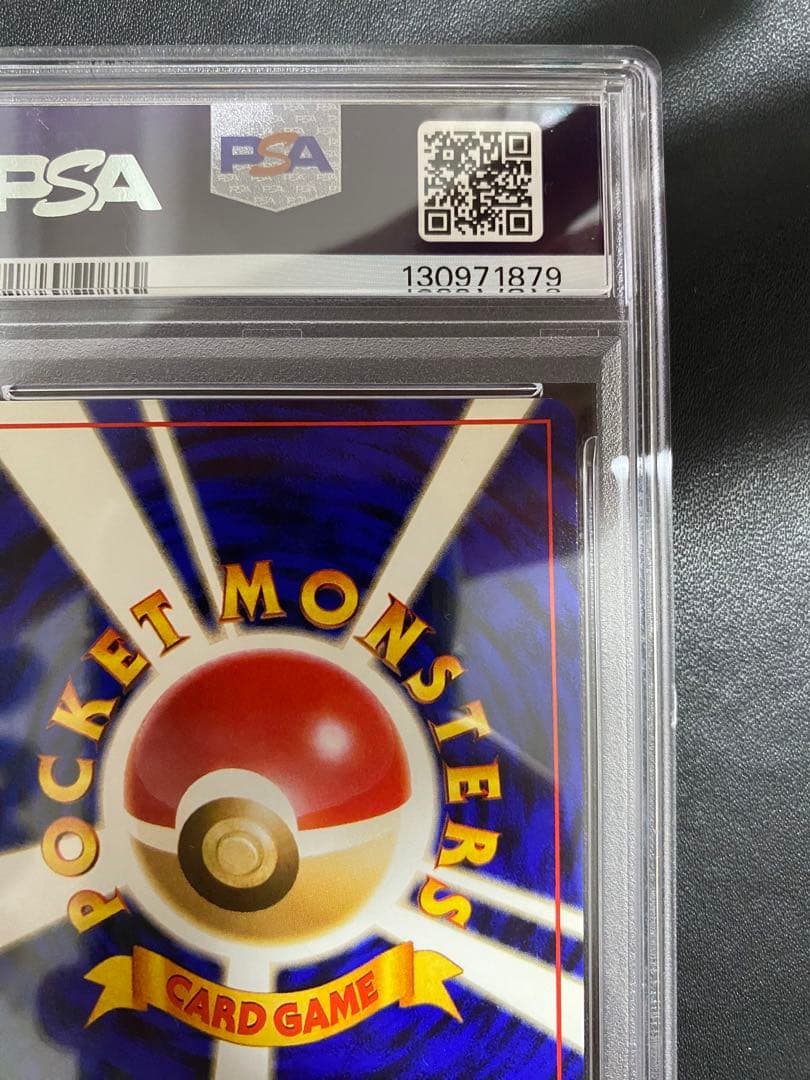 PSA
PSA
130971879
POCKET MONSTERS
CARD GAME